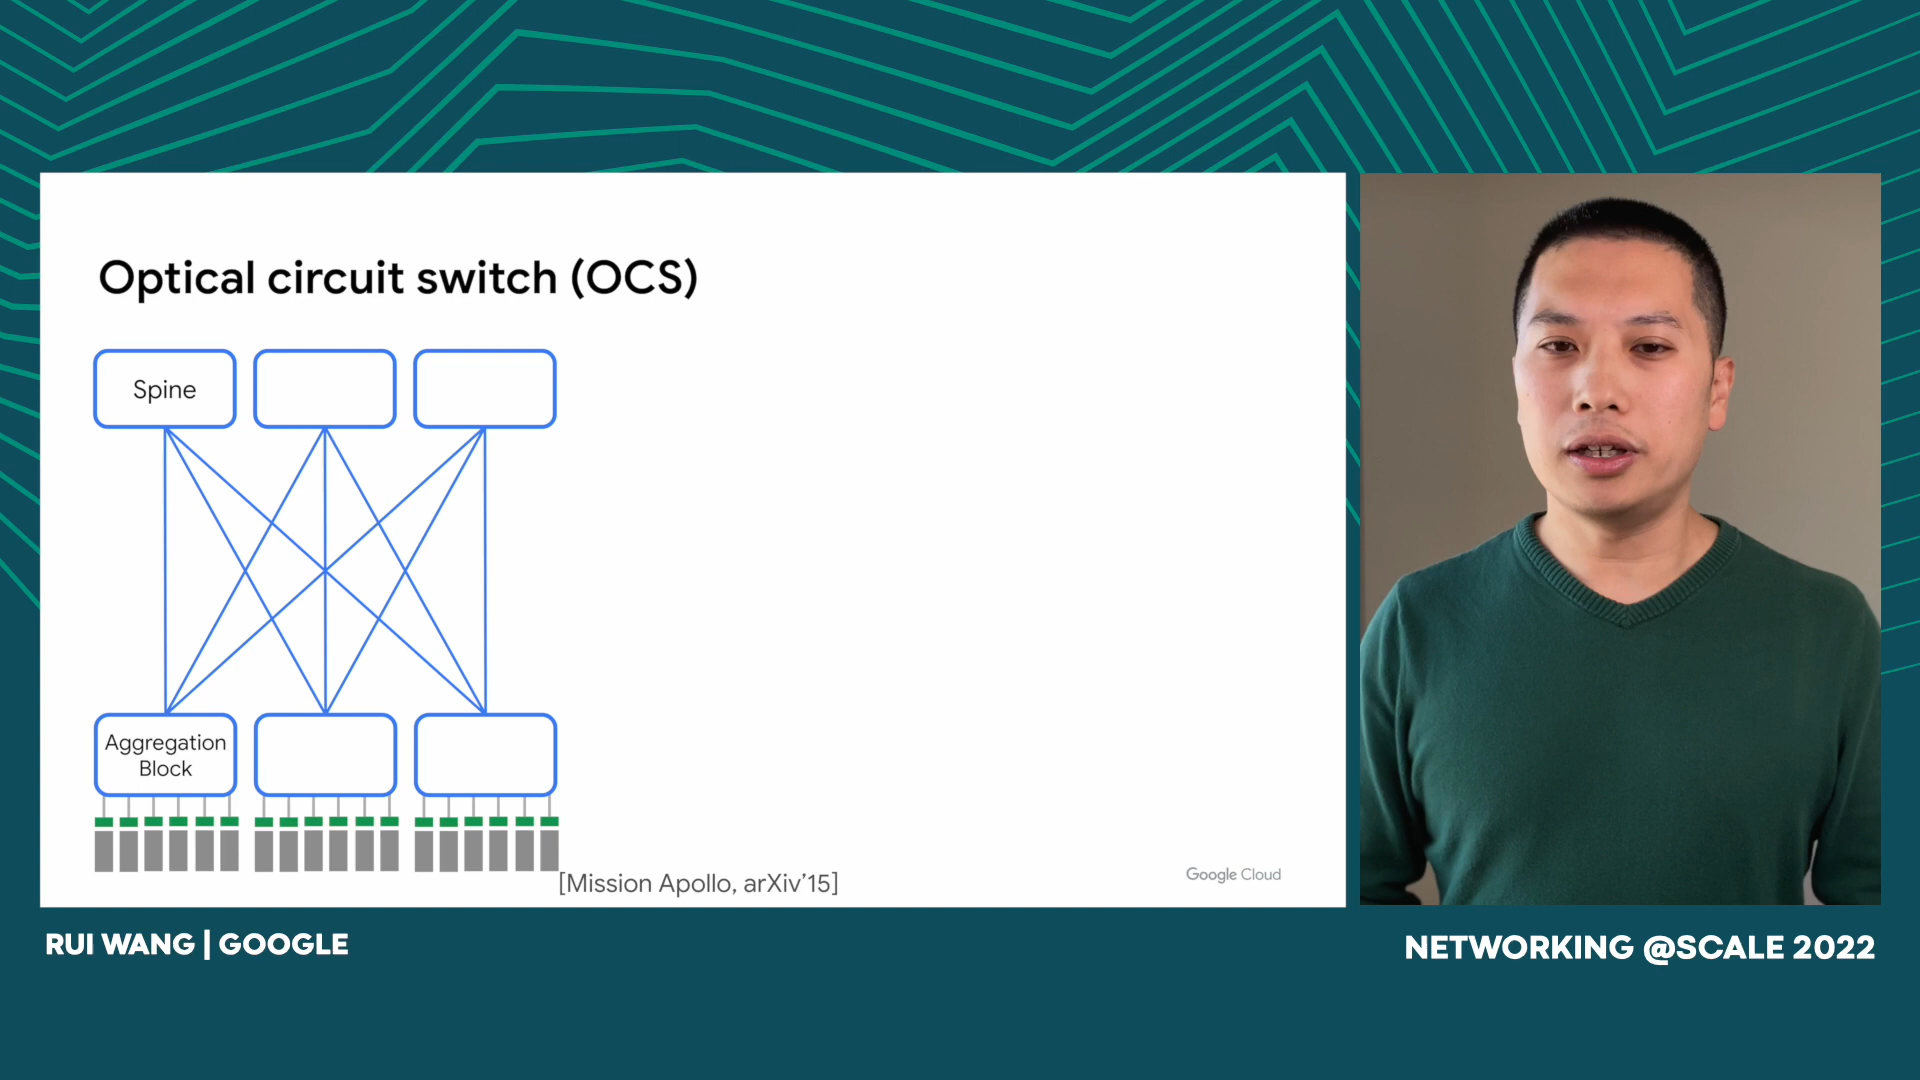 Optical circuit switch (OCS)
Spine
Aggregation
Block
[Mission Apollo, arXiv’15]
Google Cloud
RUI WANG | GOOGLE
NETWORKING @SCALE 2022